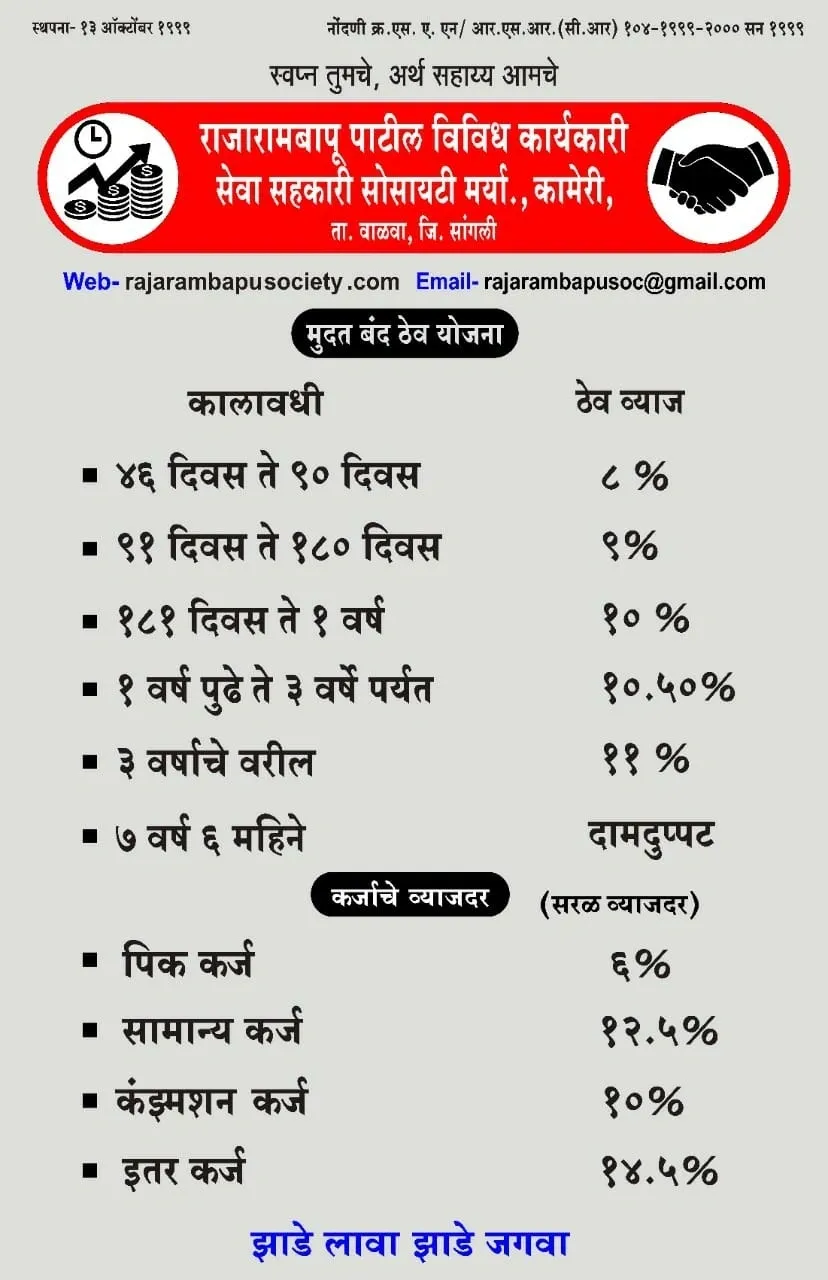 स्थपना- १३ ऑक्टोंबर १९९९ नोंदणी क्र.एस. ए. एन/ आर.एस.आर.(सी.आर) १०४-१९९९-२००० सन १९९९
स्वप्न तुमचे, अर्थ सहाय्य आमचे
राजारामबापू पाटील विविध कार्यकारी
सेवा सहकारी सोसायटी मर्या., कामेरी,
ता. वाळवा, जि. सांगली
Web- rajarambapusociety.com Email- rajarambapusoc@gmail.com
मुदत बंद ठेव योजना
कालावधी ठेव व्याज
▪ ४६ दिवस ते ९० दिवस ८ %
▪ ९१ दिवस ते १८० दिवस ९%
▪ १८१ दिवस ते १ वर्ष १० %
▪ १ वर्ष पुढे ते ३ वर्षे पर्यत १०.५०%
▪ ३ वर्षाचे वरील ११ %
▪ ७ वर्ष ६ महिने दामदुप्पट
कर्जाचे व्याजदर (सरळ व्याजदर)
▪ पिक कर्ज ६%
▪ सामान्य कर्ज १२.५%
▪ कंझ्मशन कर्ज १०%
▪ इतर कर्ज १४.५%
झाडे लावा झाडे जगवा